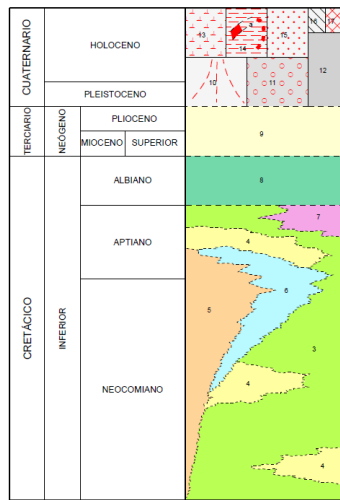 CUATERNARIO
HOLOCENO
PLEISTOCENO
TERCIARIO
NEÓGENO
PLIOCENO
MIOCENO
SUPERIOR
CRETÁCICO
INFERIOR
ALBIANO
APTIANO
NEOCOMIANO
13
a
14
15
16
17
10
11
12
9
8
7
4
6
5
3
4
4